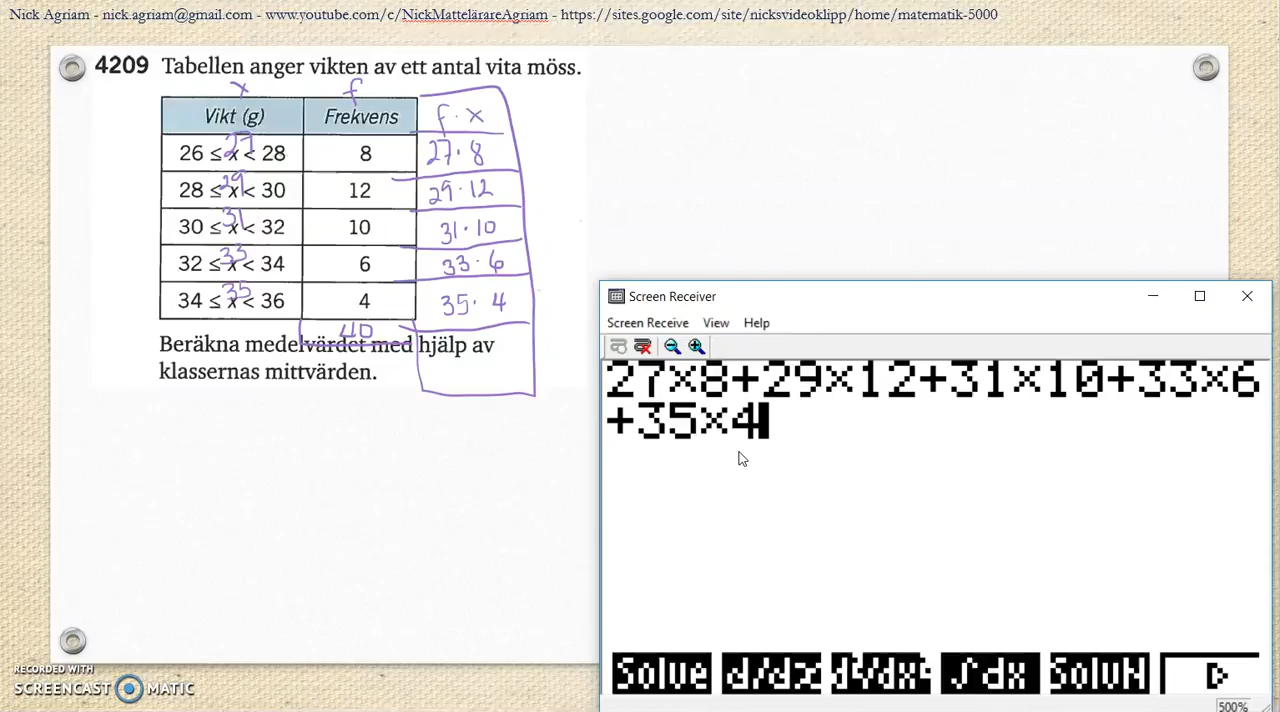 Nick Agriam - nick.agriam@gmail.com - www.youtube.com/c/NickMattelärareAgriam - https://sites.google.com/site/nicksvideoklipp/home/matematik-5000
4209 Tabellen anger vikten av ett antal vita möss.
x f
Vikt (g) Frekvens f · x
26 ≤ x < 28 27 8 27 · 8
28 ≤ x < 30 29 12 29 · 12
30 ≤ x < 32 31 10 31 · 10
32 ≤ x < 34 33 6 33 · 6
34 ≤ x < 36 35 4 35 · 4
40
Beräkna medelvärdet med hjälp av
klassernas mittvärden.
Screen Receiver
Screen Receive View Help
27×8+29×12+31×10+33×6
+35×4
Solve d/dx d²/dx² ∫dx SolvN ▷
500%
RECORDED WITH
SCREENCAST MATIC